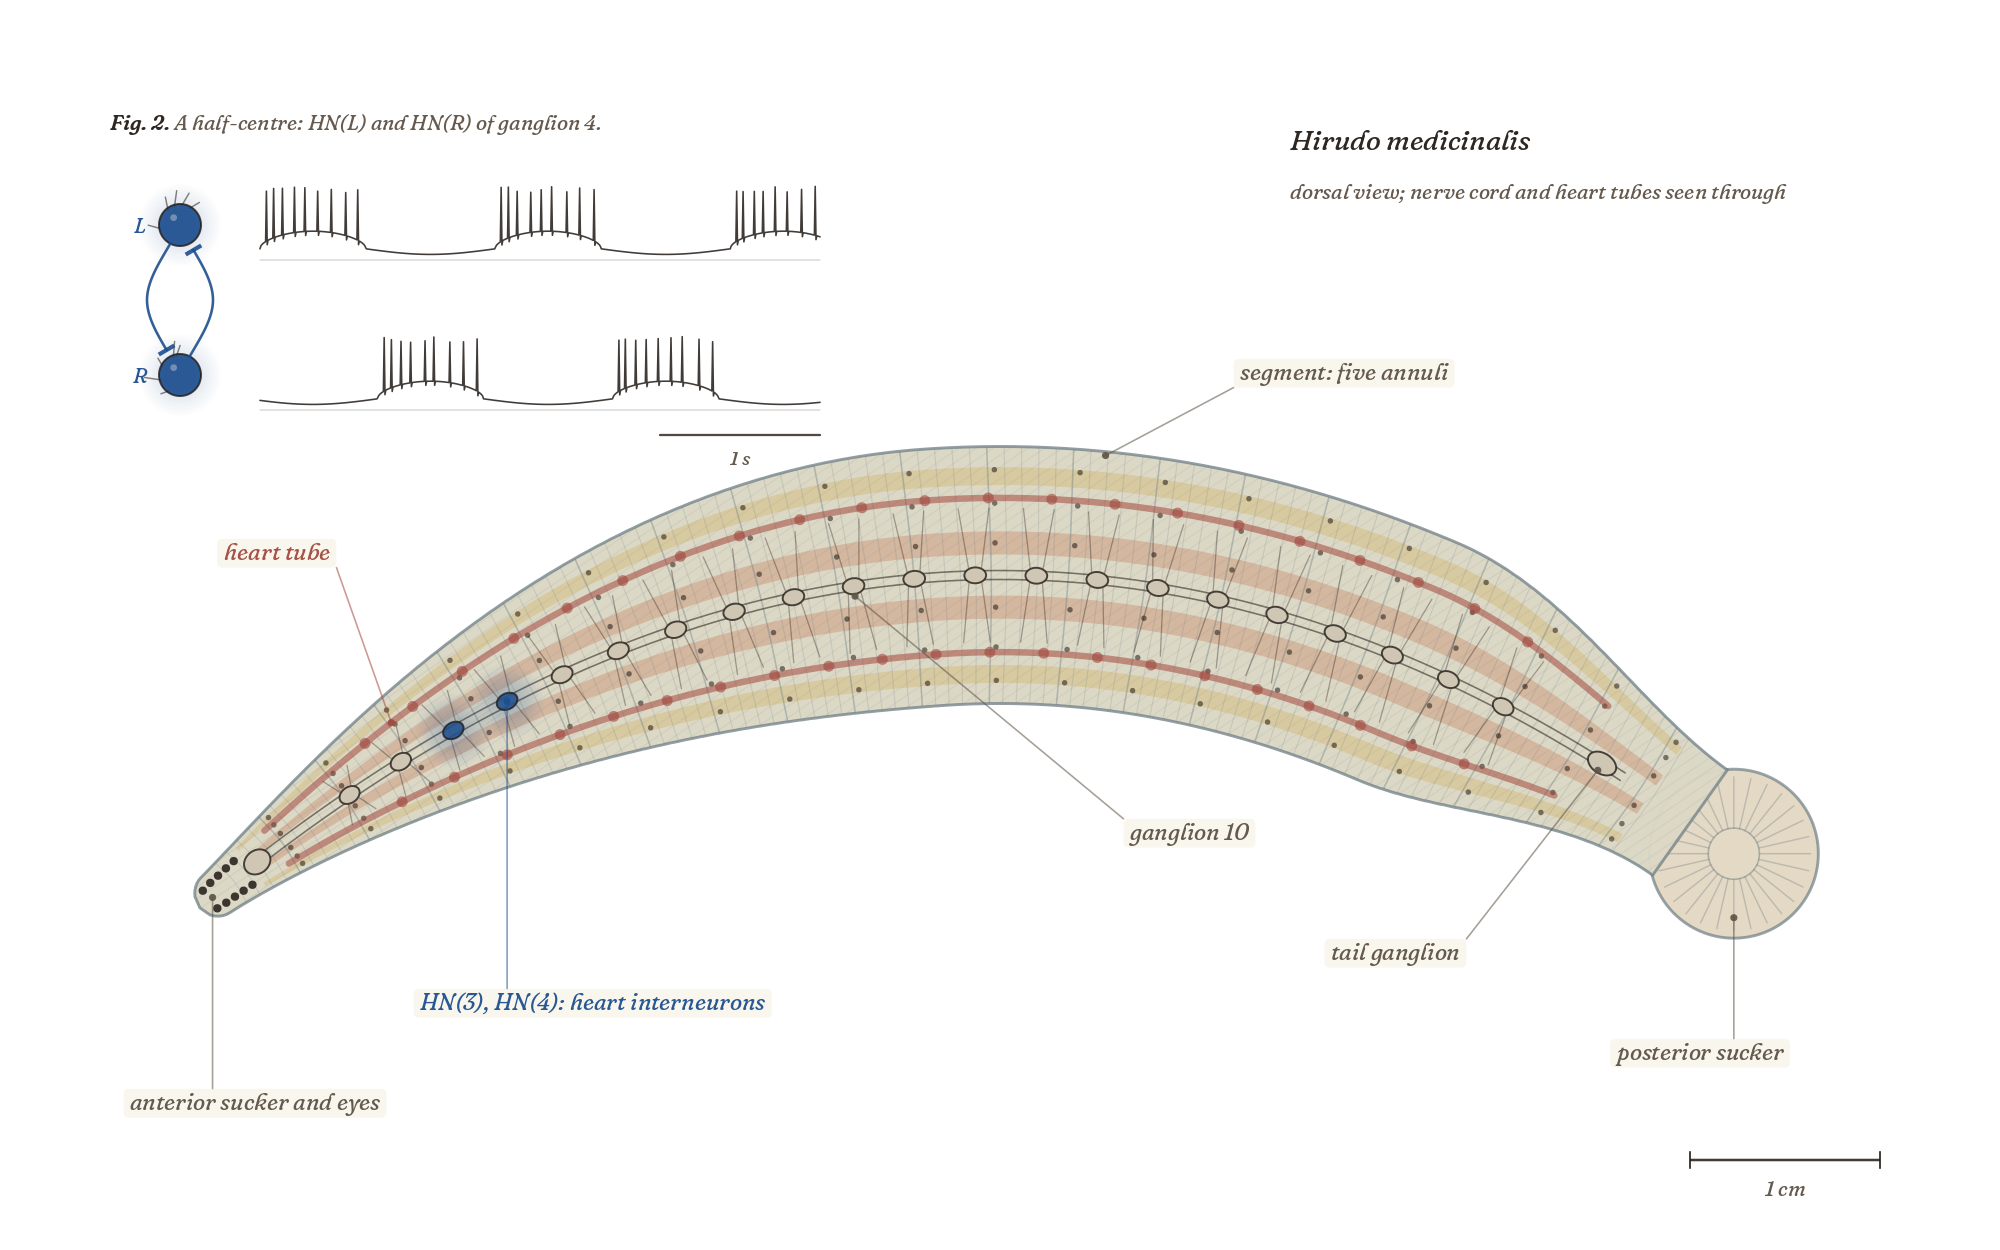 Fig. 2. A half-centre: HN(L) and HN(R) of ganglion 4.
Hirudo medicinalis
dorsal view; nerve cord and heart tubes seen through
L
R
1 s
segment: five annuli
heart tube
ganglion 10
tail ganglion
HN(3), HN(4): heart interneurons
posterior sucker
anterior sucker and eyes
1 cm